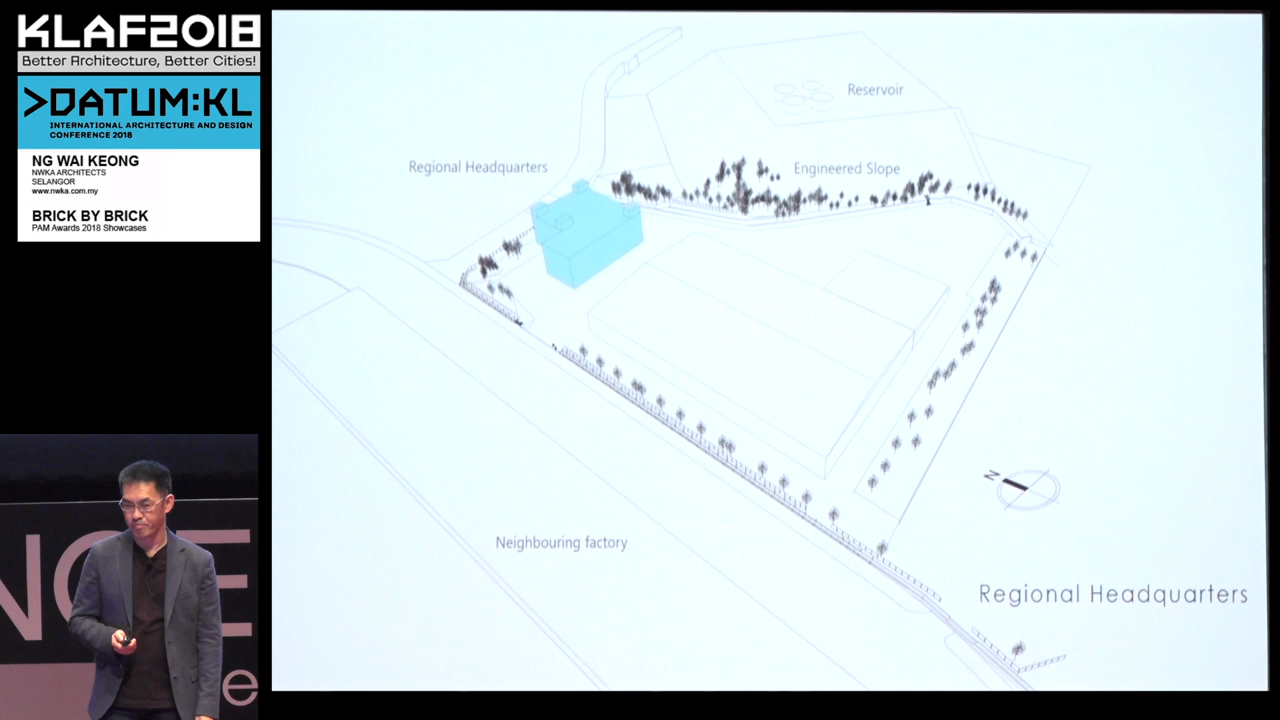 KLAF2018
Better Architecture, Better Cities!
>DATUM:KL
INTERNATIONAL ARCHITECTURE AND DESIGN
CONFERENCE 2018
NG WAI KEONG
NWKA ARCHITECTS
SELANGOR
www.nwka.com.my
BRICK BY BRICK
PAM Awards 2018 Showcases
Reservoir
Regional Headquarters
Engineered Slope
N
Neighbouring factory
Regional Headquarters
NCE
e